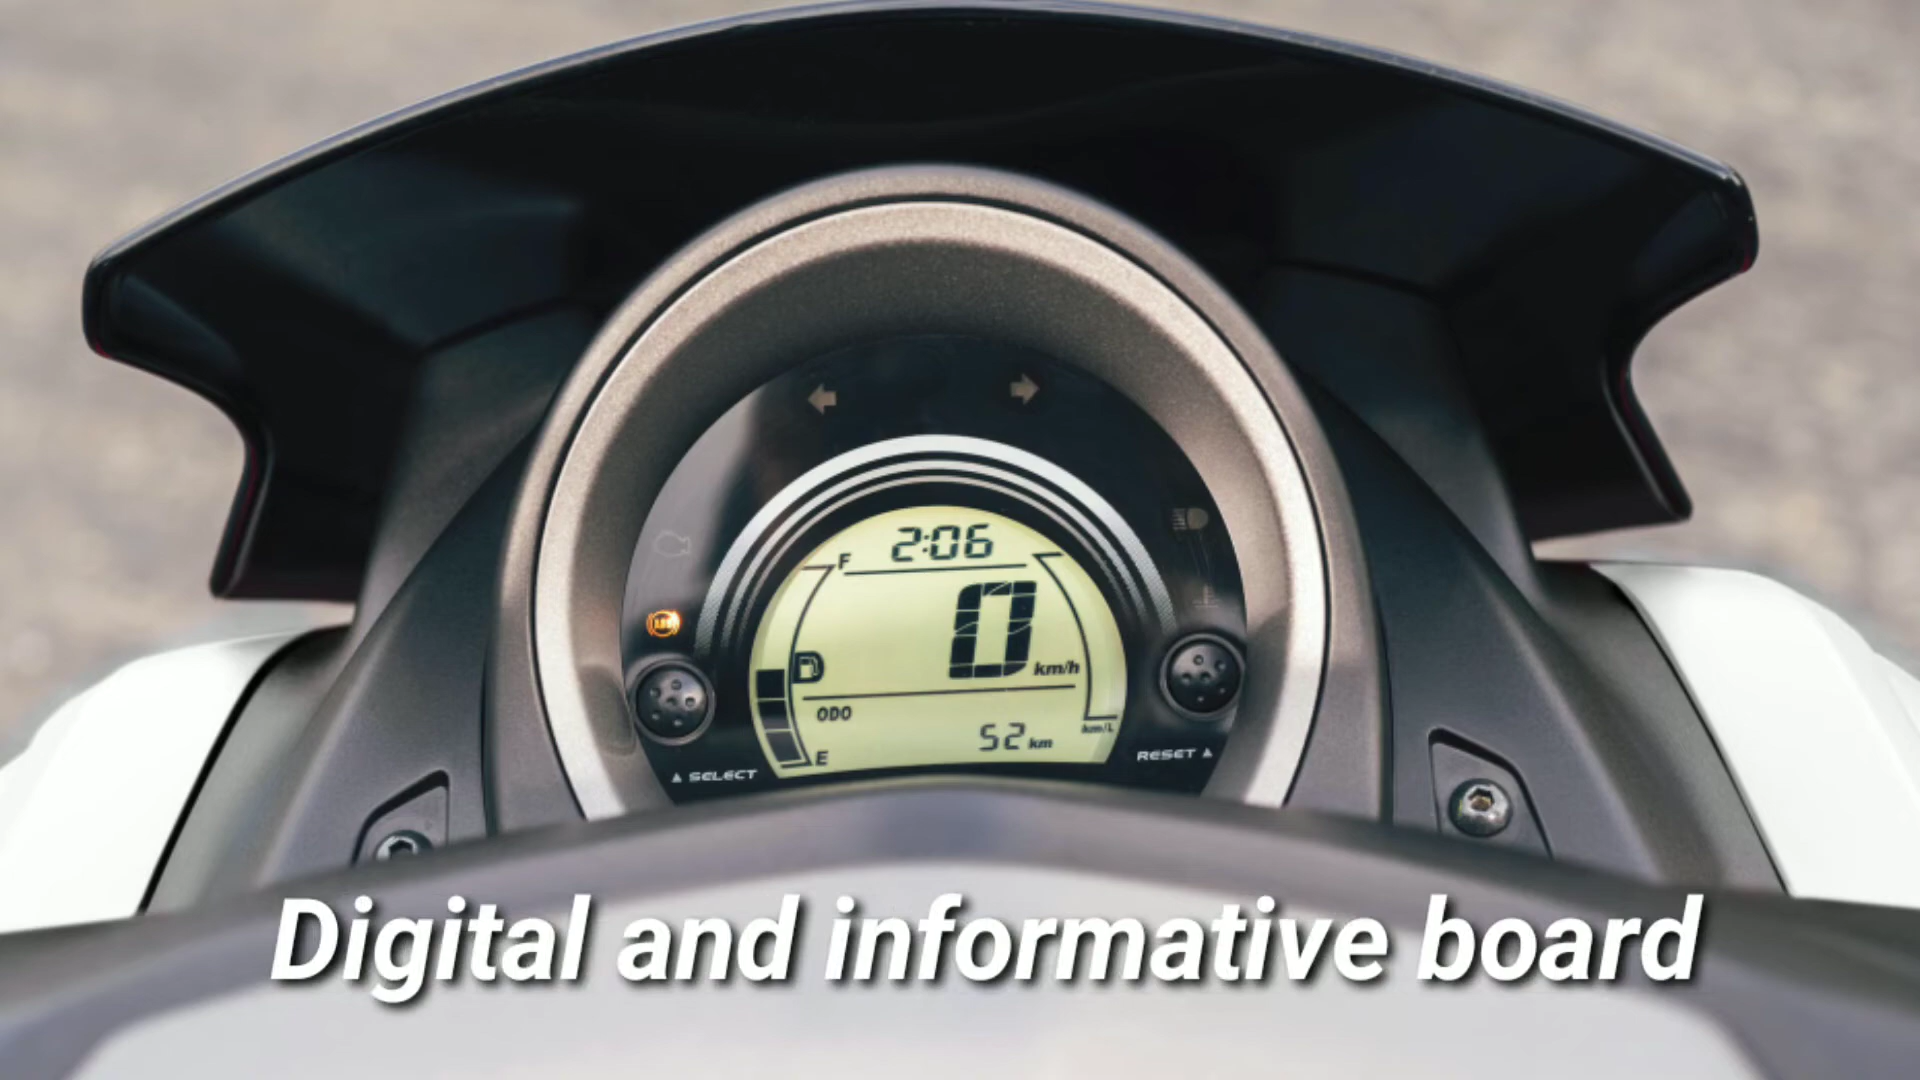 2:06
F
0 km/h
ODO
52 km
km/L
E
SELECT
RESET
Digital and informative board